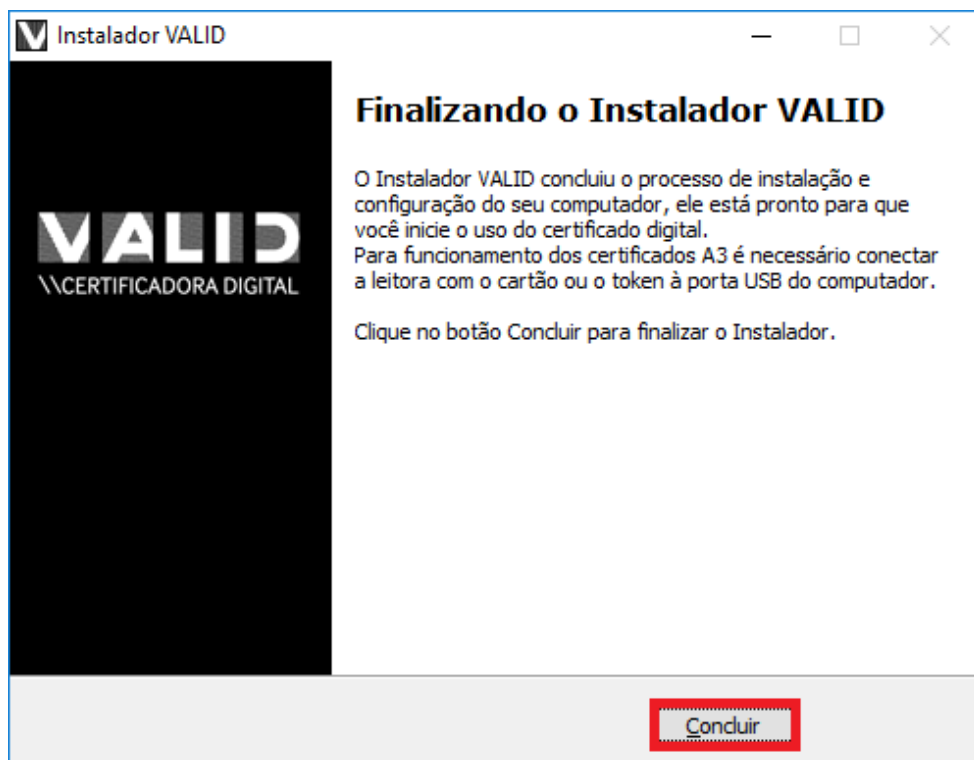 Instalador VALID
Finalizando o Instalador VALID
O Instalador VALID concluiu o processo de instalação e
configuração do seu computador, ele está pronto para que
você inicie o uso do certificado digital.
Para funcionamento dos certificados A3 é necessário conectar
a leitora com o cartão ou o token à porta USB do computador.
Clique no botão Concluir para finalizar o Instalador.
VALID
\\CERTIFICADORA DIGITAL
Concluir